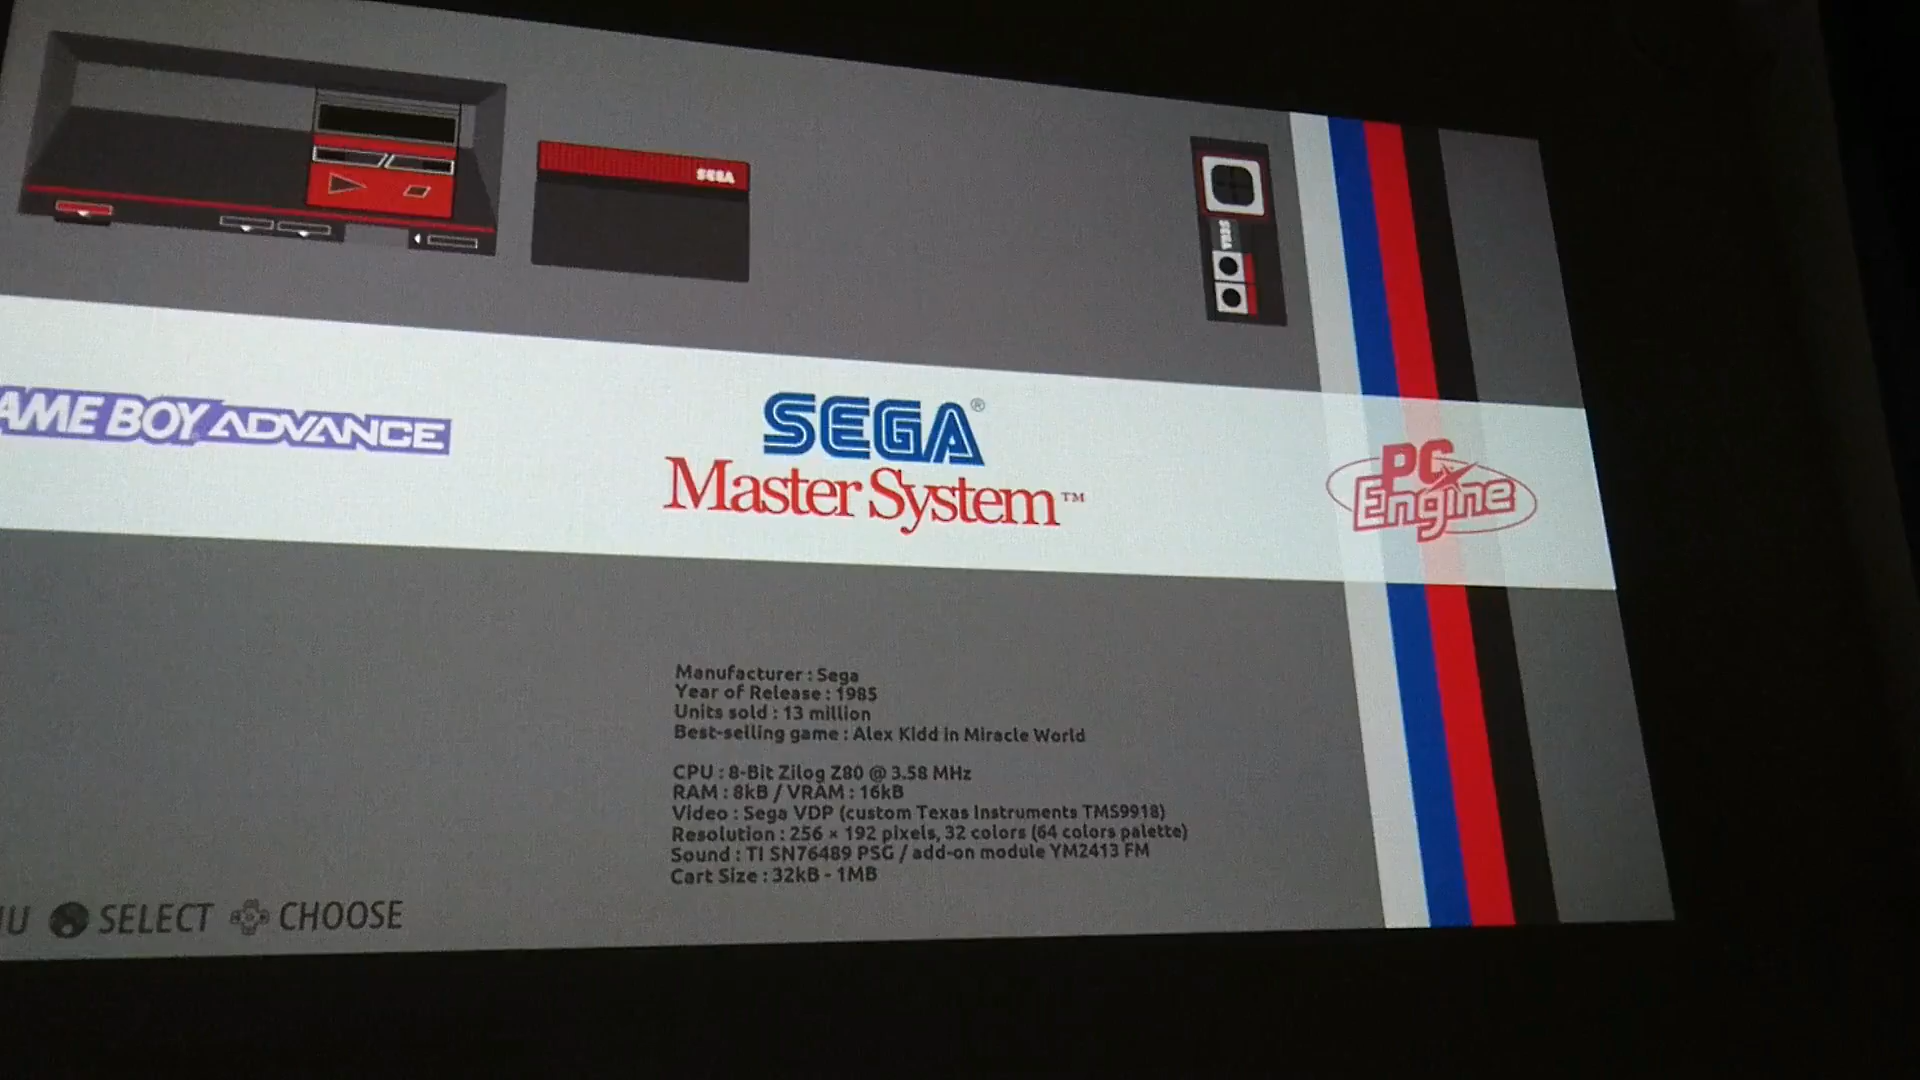 SEGA
SEGA
AME BOY ADVANCE
SEGA®
Master System™
PC
Engine
Manufacturer : Sega
Year of Release : 1985
Units sold : 13 million
Best-selling game : Alex Kidd in Miracle World
CPU : 8-Bit Zilog Z80 @ 3.58 MHz
RAM : 8kB / VRAM : 16kB
Video : Sega VDP (custom Texas Instruments TMS9918)
Resolution : 256 × 192 pixels, 32 colors (64 colors palette)
Sound : TI SN76489 PSG / add-on module YM2413 FM
Cart Size : 32kB - 1MB
NU SELECT CHOOSE